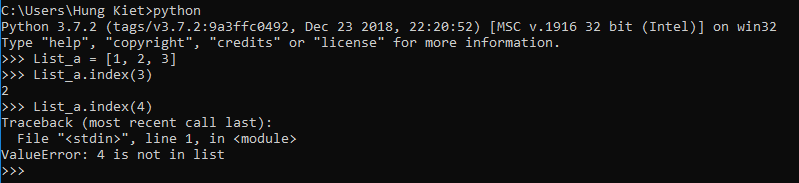 C:\Users\Hung Kiet>python
Python 3.7.2 (tags/v3.7.2:9a3ffc0492, Dec 23 2018, 22:20:52) [MSC v.1916 32 bit (Intel)] on win32
Type "help", "copyright", "credits" or "license" for more information.
>>> List_a = [1, 2, 3]
>>> List_a.index(3)
2
>>> List_a.index(4)
Traceback (most recent call last):
  File "<stdin>", line 1, in <module>
ValueError: 4 is not in list
>>>